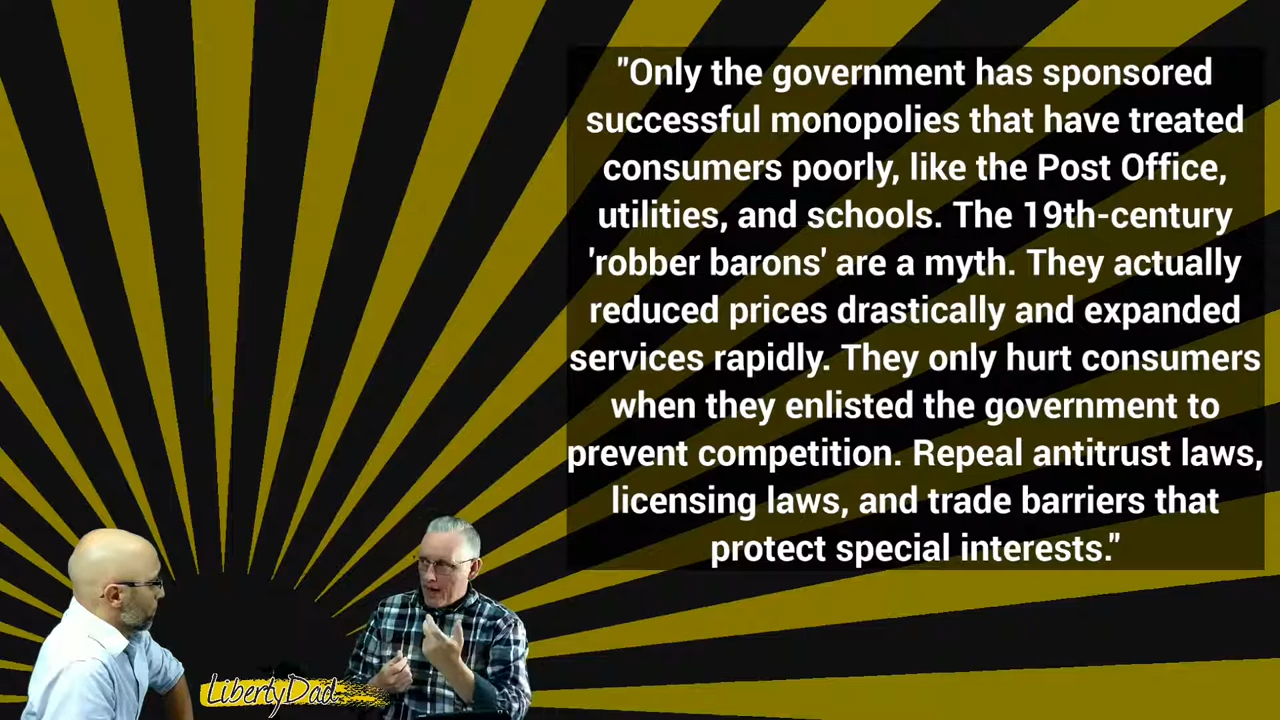 "Only the government has sponsored
successful monopolies that have treated
consumers poorly, like the Post Office,
utilities, and schools. The 19th-century
'robber barons' are a myth. They actually
reduced prices drastically and expanded
services rapidly. They only hurt consumers
when they enlisted the government to
prevent competition. Repeal antitrust laws,
licensing laws, and trade barriers that
protect special interests."
LibertyDad